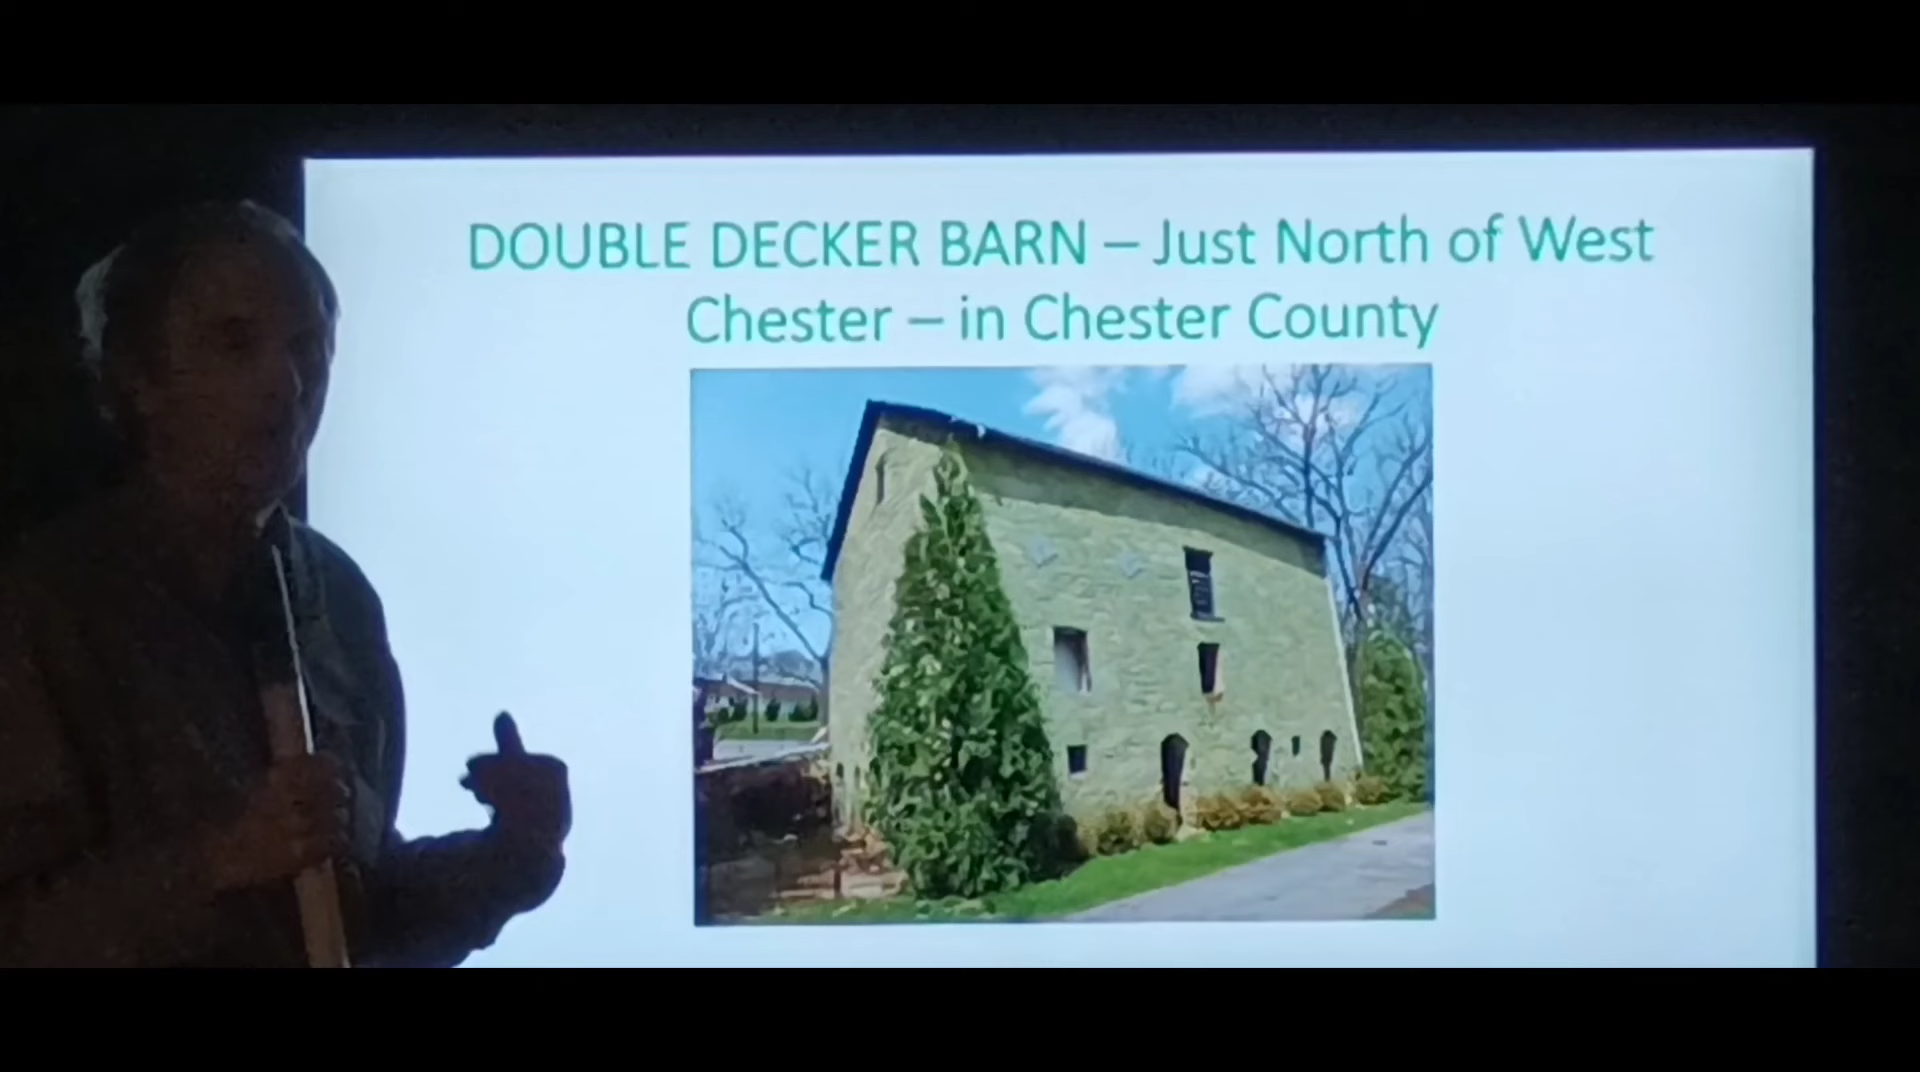 DOUBLE DECKER BARN – Just North of West
Chester – in Chester County